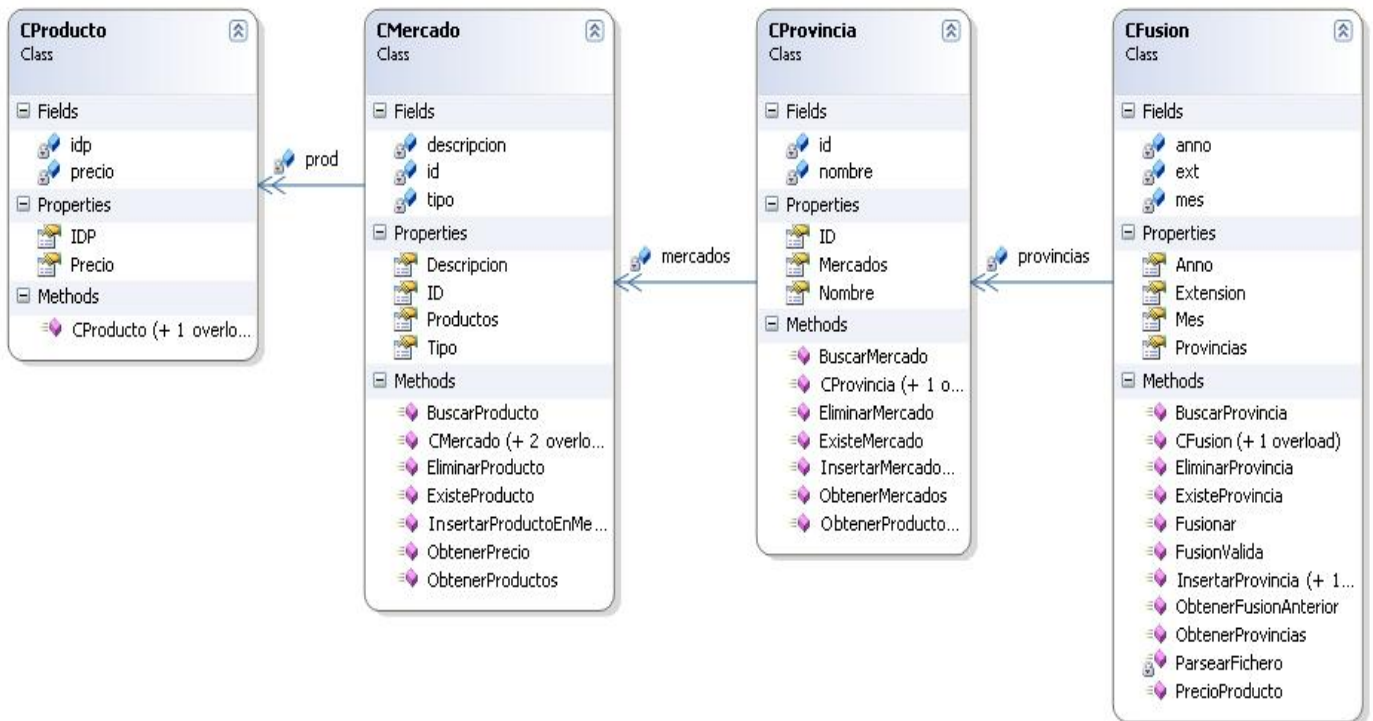 CProducto
Class
Fields
idp
precio
Properties
IDP
Precio
Methods
CProducto (+ 1 overlo...
prod
CMercado
Class
Fields
descripcion
id
tipo
Properties
Descripcion
ID
Productos
Tipo
Methods
BuscarProducto
CMercado (+ 2 overlo...
EliminarProducto
ExisteProducto
InsertarProductoEnMe...
ObtenerPrecio
ObtenerProductos
mercados
CProvincia
Class
Fields
id
nombre
Properties
ID
Mercados
Nombre
Methods
BuscarMercado
CProvincia (+ 1 o...
EliminarMercado
ExisteMercado
InsertarMercado...
ObtenerMercados
ObtenerProducto...
provincias
CFusion
Class
Fields
anno
ext
mes
Properties
Anno
Extension
Mes
Provincias
Methods
BuscarProvincia
CFusion (+ 1 overload)
EliminarProvincia
ExisteProvincia
Fusionar
FusionValida
InsertarProvincia (+ 1...
ObtenerFusionAnterior
ObtenerProvincias
ParsearFichero
PrecioProducto